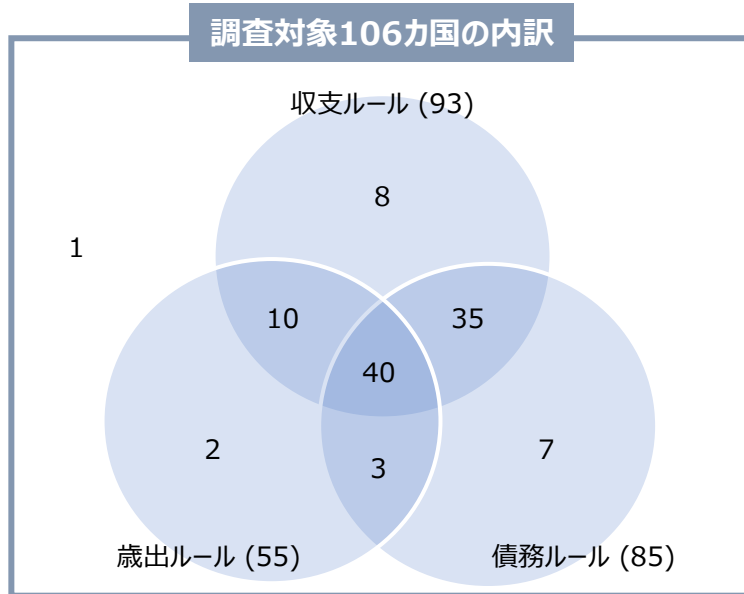 調査対象106カ国の内訳
収支ルール (93)
8
1
10
35
40
2
3
7
歳出ルール (55)
債務ルール (85)